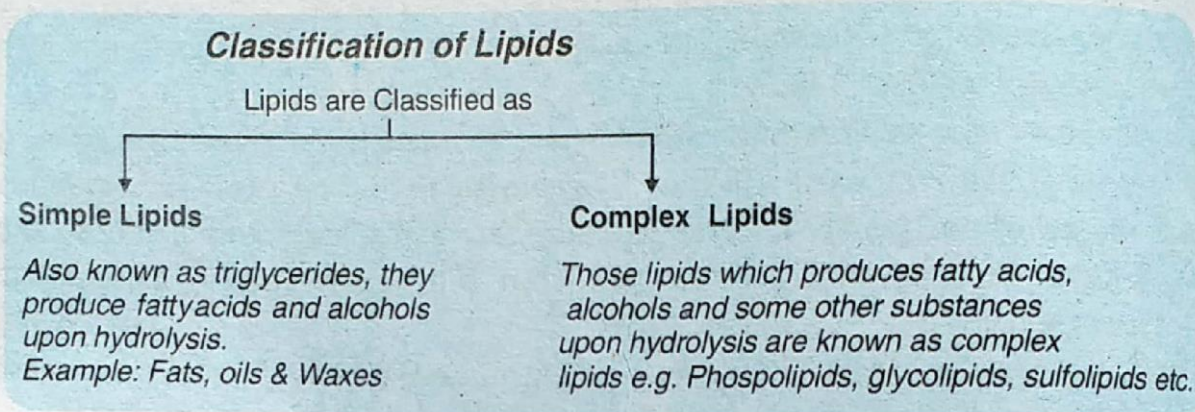 Classification of Lipids
Lipids are Classified as
Simple Lipids
Also known as triglycerides, they
produce fattyacids and alcohols
upon hydrolysis.
Example: Fats, oils & Waxes
Complex Lipids
Those lipids which produces fatty acids,
alcohols and some other substances
upon hydrolysis are known as complex
lipids e.g. Phospolipids, glycolipids, sulfolipids etc.